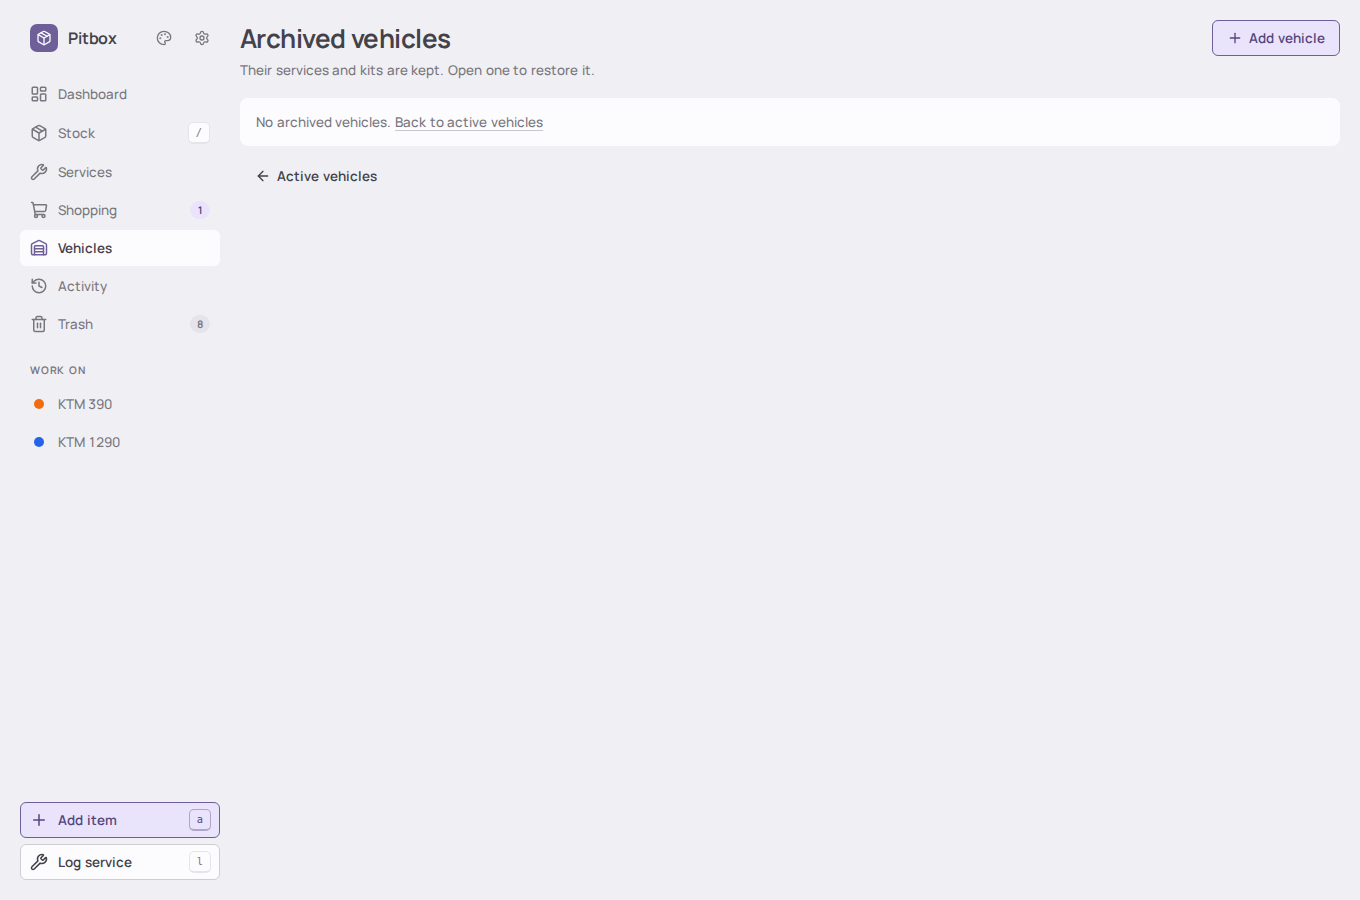 Pitbox
Dashboard
Stock /
Services
Shopping 1
Vehicles
Activity
Trash 8
WORK ON
KTM 390
KTM 1290
Add item a
Log service l
Archived vehicles
Add vehicle
Their services and kits are kept. Open one to restore it.
No archived vehicles. Back to active vehicles
Active vehicles